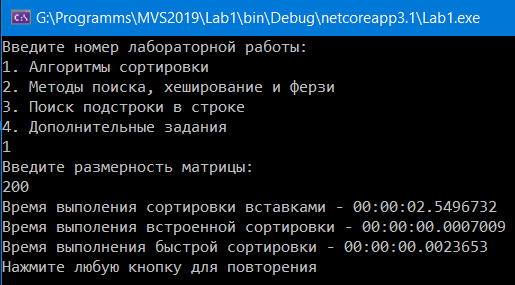 G:\Programms\MVS2019\Lab1\bin\Debug\netcoreapp3.1\Lab1.exe
Введите номер лабораторной работы:
1. Алгоритмы сортировки
2. Методы поиска, хеширование и ферзи
3. Поиск подстроки в строке
4. Дополнительные задания
1
Введите размерность матрицы:
200
Время выполения сортировки вставками - 00:00:02.5496732
Время выполения встроенной сортировки - 00:00:00.0007009
Время выполнения быстрой сортировки - 00:00:00.0023653
Нажмите любую кнопку для повторения